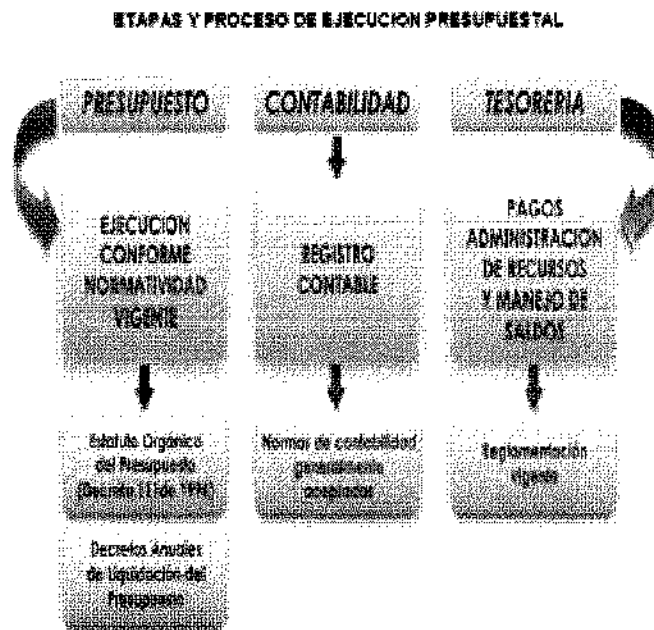 ETAPAS Y PROCESO DE EJECUCION PRESUPUESTAL
PRESUPUESTO
EJECUCION
CONFORME
NORMATIVIDAD
VIGENTE
Estatuto Orgánico
del Presupuesto
(Decreto 111 de 1996)
Decretos Anuales
de Liquidación del
Presupuesto
CONTABILIDAD
REGISTRO
CONTABLE
Normas de contabilidad
generalmente
aceptadas
TESORERIA
PAGOS
ADMINISTRACION
DE RECURSOS
Y MANEJO DE
SALDOS
Reglamentación
vigente